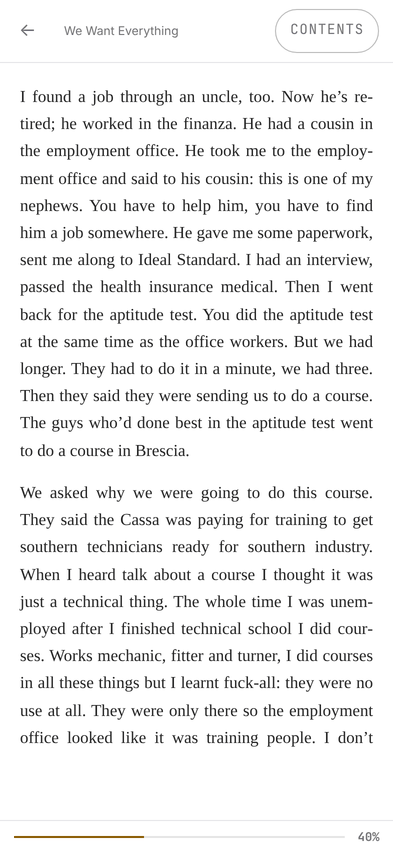 We Want Everything
CONTENTS
I found a job through an uncle, too. Now he’s re-
tired; he worked in the finanza. He had a cousin in
the employment office. He took me to the employ-
ment office and said to his cousin: this is one of my
nephews. You have to help him, you have to find
him a job somewhere. He gave me some paperwork,
sent me along to Ideal Standard. I had an interview,
passed the health insurance medical. Then I went
back for the aptitude test. You did the aptitude test
at the same time as the office workers. But we had
longer. They had to do it in a minute, we had three.
Then they said they were sending us to do a course.
The guys who’d done best in the aptitude test went
to do a course in Brescia.
We asked why we were going to do this course.
They said the Cassa was paying for training to get
southern technicians ready for southern industry.
When I heard talk about a course I thought it was
just a technical thing. The whole time I was unem-
ployed after I finished technical school I did cour-
ses. Works mechanic, fitter and turner, I did courses
in all these things but I learnt fuck-all: they were no
use at all. They were only there so the employment
office looked like it was training people. I don’t
40%